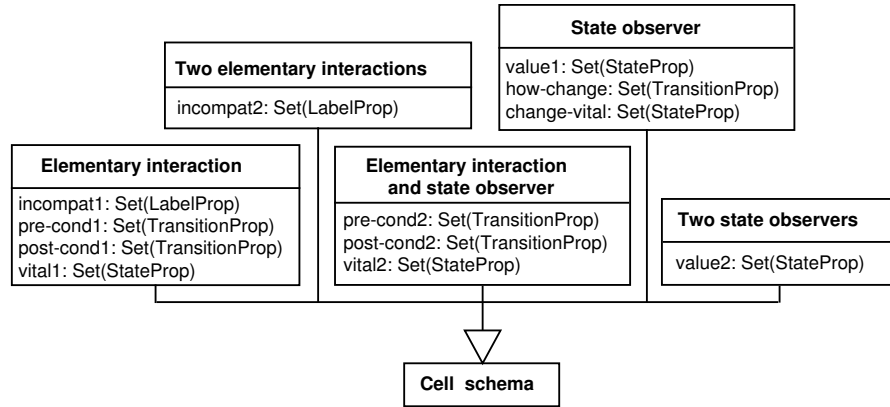 State observer
value1: Set(StateProp)
how-change: Set(TransitionProp)
change-vital: Set(StateProp)
Two elementary interactions
incompat2: Set(LabelProp)
Elementary interaction
incompat1: Set(LabelProp)
pre-cond1: Set(TransitionProp)
post-cond1: Set(TransitionProp)
vital1: Set(StateProp)
Elementary interaction
and state observer
pre-cond2: Set(TransitionProp)
post-cond2: Set(TransitionProp)
vital2: Set(StateProp)
Two state observers
value2: Set(StateProp)
Cell schema